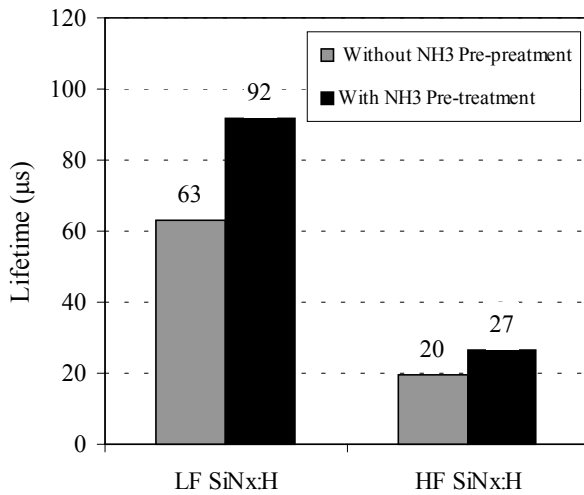 120
100
80
60
40
20
0
Lifetime (µs)
Without NH3 Pre-preatment
With NH3 Pre-treatment
63
92
20
27
LF SiNx:H
HF SiNx:H